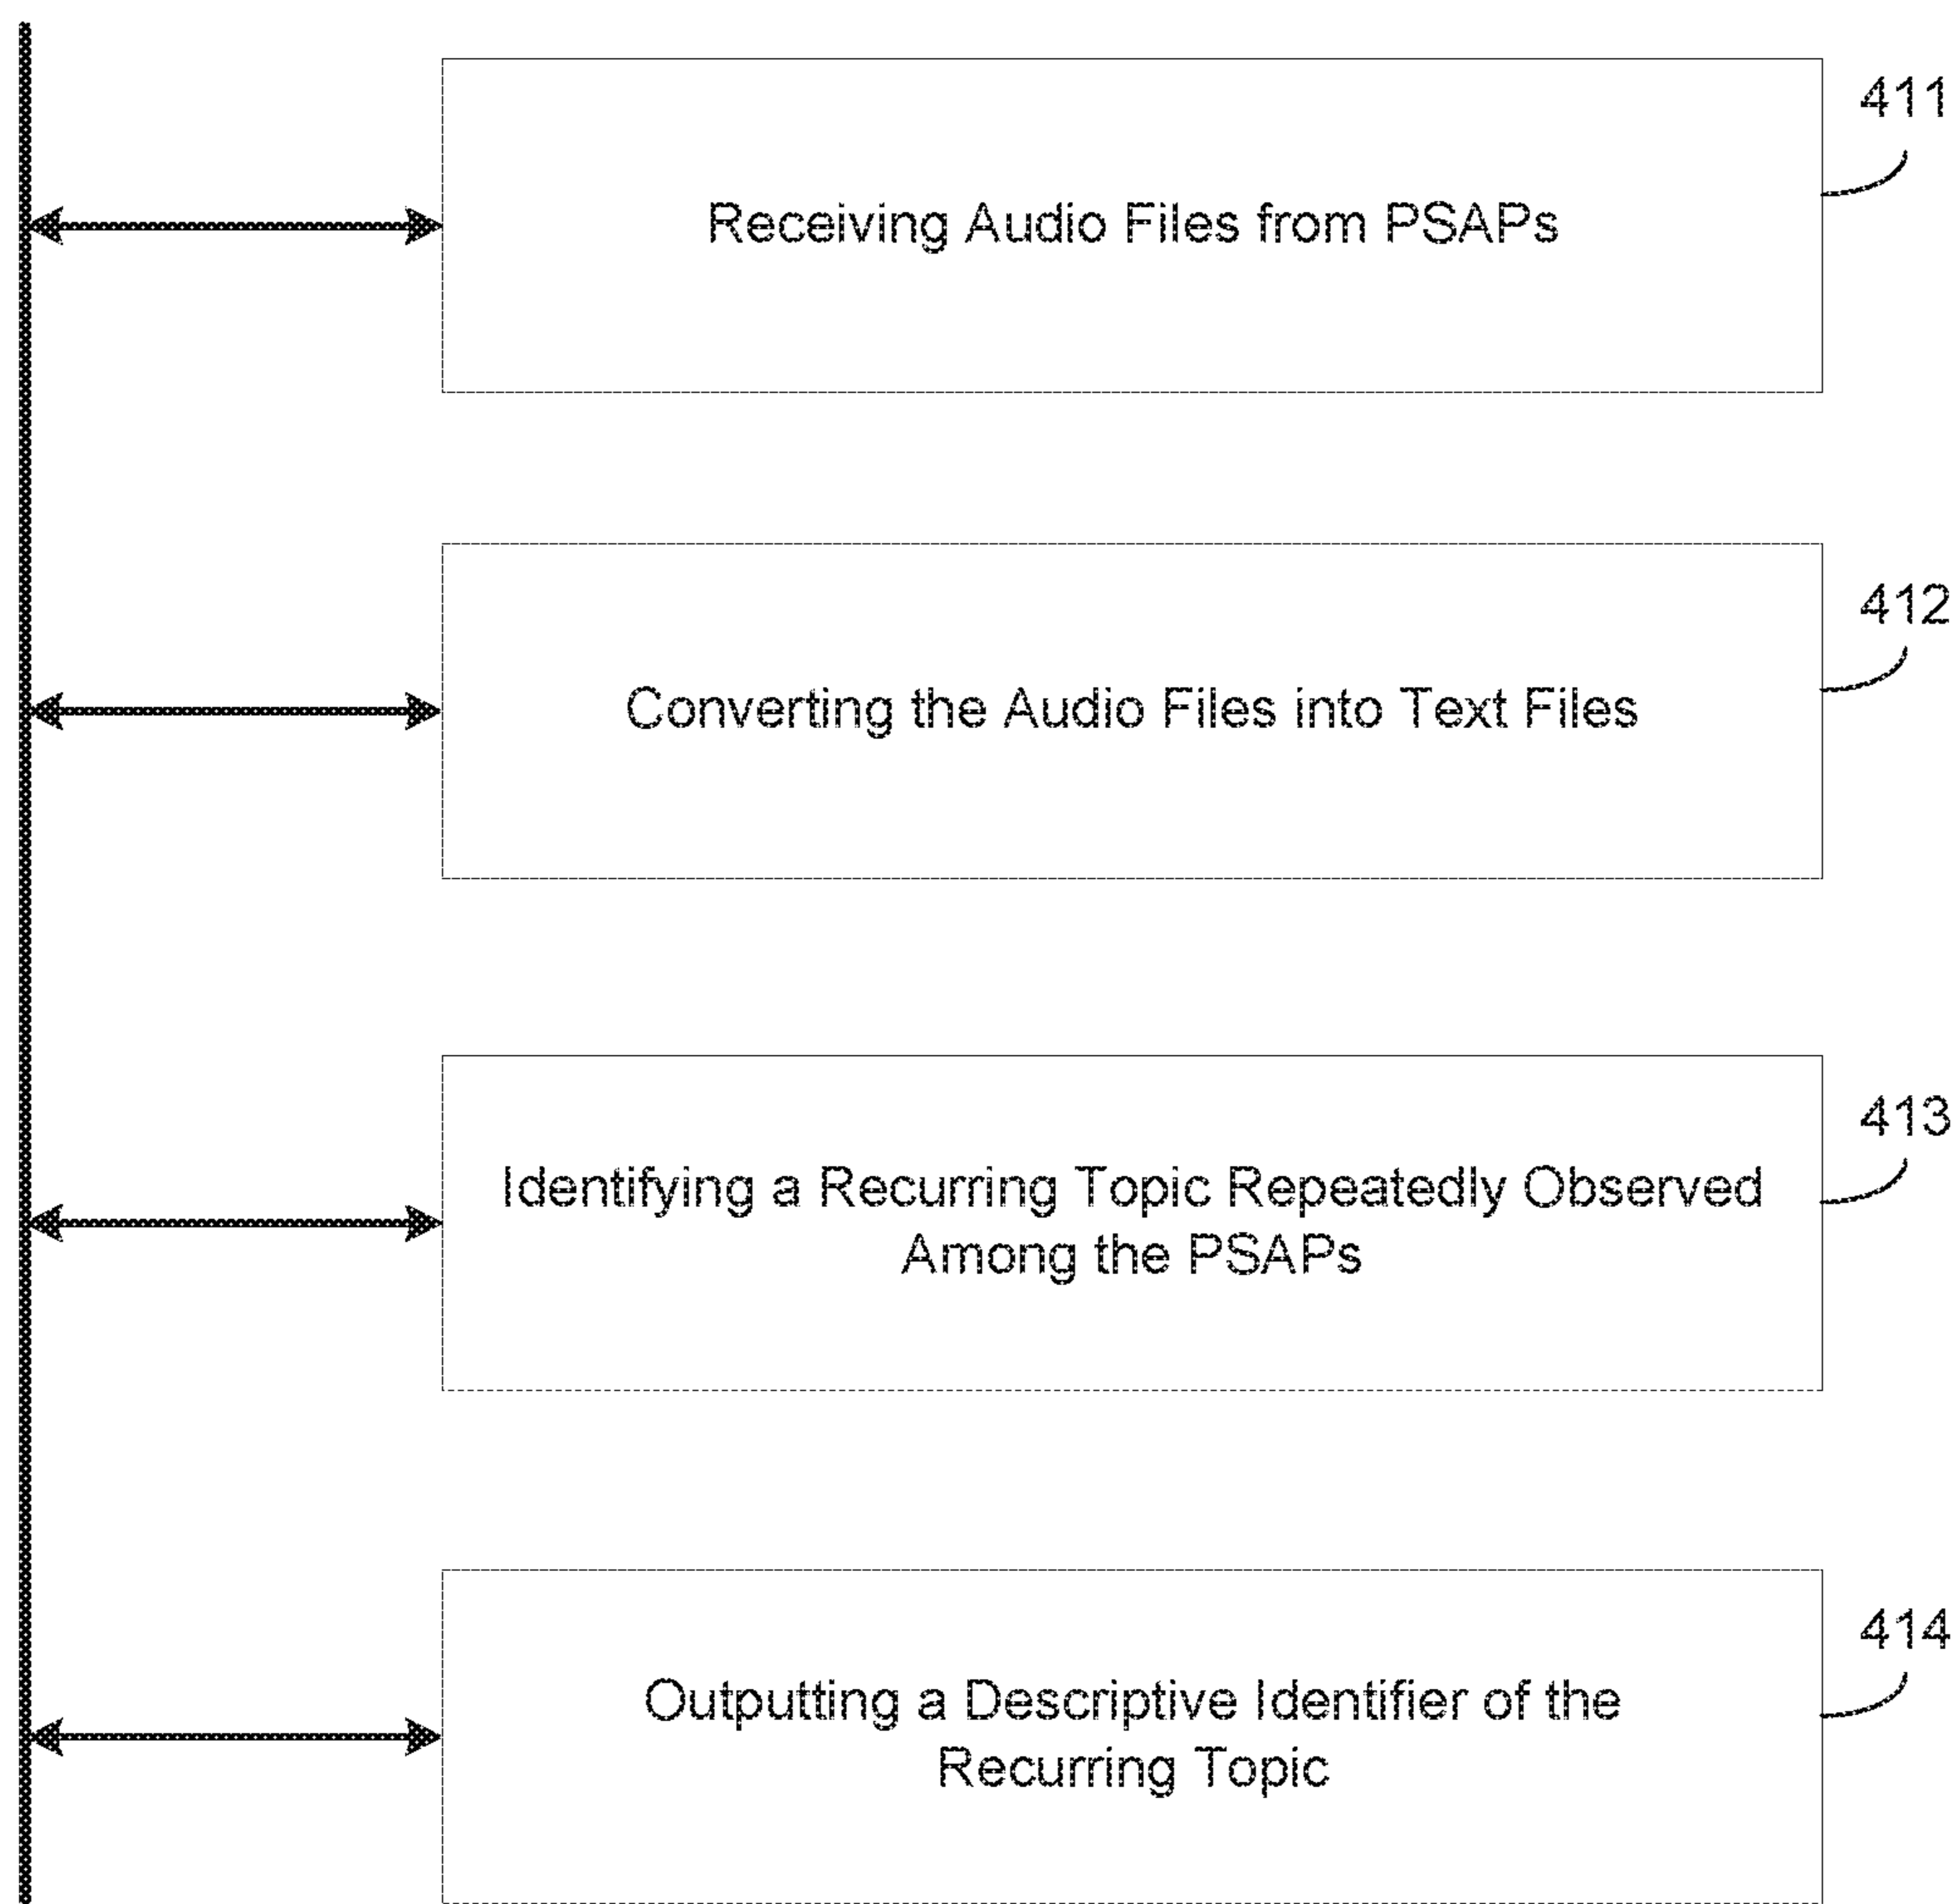 411
Receiving Audio Files from PSAPs
412
Converting the Audio Files into Text Files
413
Identifying a Recurring Topic Repeatedly Observed
Among the PSAPs
414
Outputting a Descriptive Identifier of the
Recurring Topic